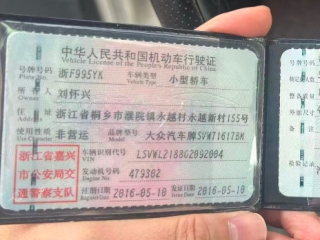 中华人民共和国机动车行驶证
Vehicle License of the People's Republic of China
号牌号码 浙F995YK 车辆类型 小型轿车
Plate No. Vehicle Type
所有人 刘怀兴
Owner
住址 浙江省桐乡市濮院镇永越村永越新村155号
Address
使用性质 非营运 品牌型号 大众汽车牌SVW71617BM
Use Character Model
浙江省嘉兴
市公安局交
通警察支队
车辆识别代号 LSVWL2188G2092004
VIN
发动机号码 479382
Engine No.
注册日期 2016-05-10 发证日期 2016-05-10
Register Date Issue Date